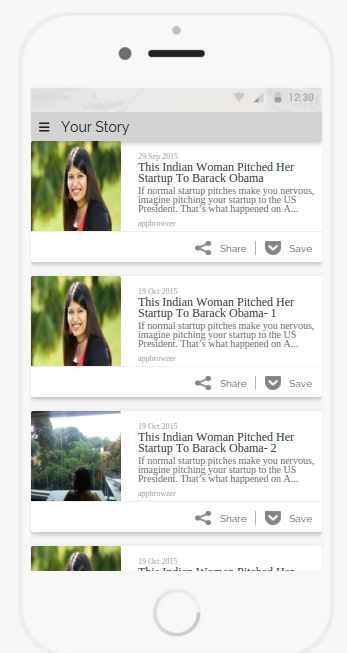 12:30
Your Story
29 Sep 2015
This Indian Woman Pitched Her
Startup To Barack Obama
If normal startup pitches make you nervous,
imagine pitching your startup to the US
President. That's what happened on A...
appbrowzer
Share
Save
19 Oct 2015
This Indian Woman Pitched Her
Startup To Barack Obama- 1
If normal startup pitches make you nervous,
imagine pitching your startup to the US
President. That's what happened on A...
appbrowzer
Share
Save
19 Oct 2015
This Indian Woman Pitched Her
Startup To Barack Obama- 2
If normal startup pitches make you nervous,
imagine pitching your startup to the US
President. That's what happened on A...
appbrowzer
Share
Save
19 Oct 2015
This Indian Woman Pitched Her